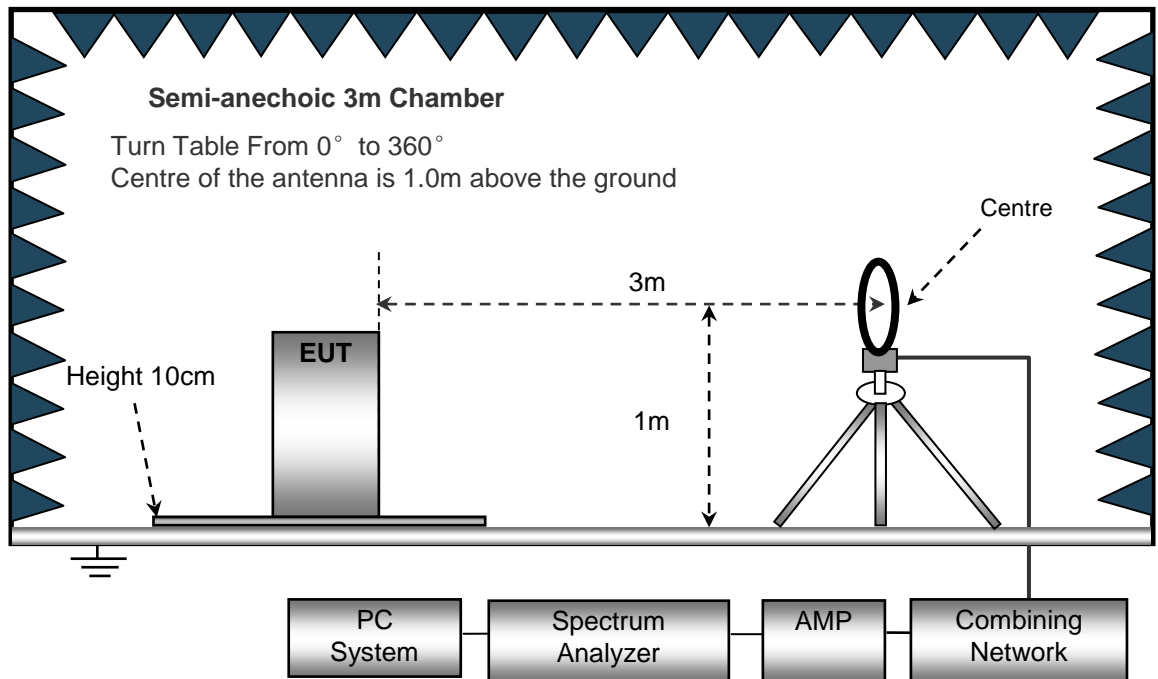 Semi-anechoic 3m Chamber
Turn Table From 0° to 360°
Centre of the antenna is 1.0m above the ground
Centre
3m
EUT
Height 10cm
1m
PC
System
Spectrum
Analyzer
AMP
Combining
Network